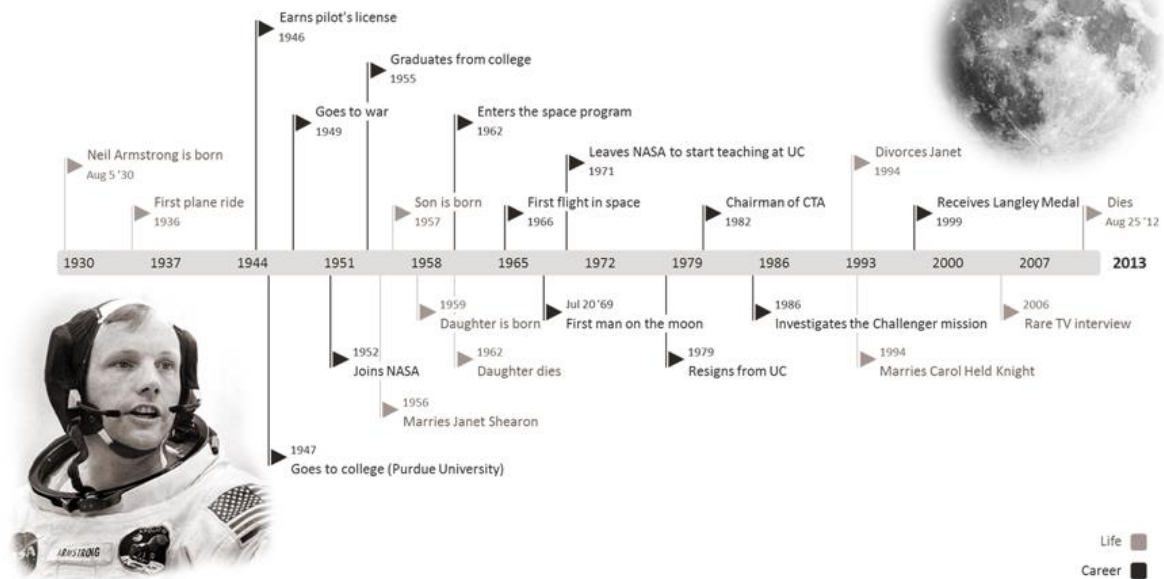 Earns pilot's license
1946
Graduates from college
1955
Goes to war
1949
Enters the space program
1962
Neil Armstrong is born
Aug 5 '30
Leaves NASA to start teaching at UC
1971
Divorces Janet
1994
First plane ride
1936
Son is born
1957
First flight in space
1966
Chairman of CTA
1982
Receives Langley Medal
1999
Dies
Aug 25 '12
1930 1937 1944 1951 1958 1965 1972 1979 1986 1993 2000 2007 2013
1959
Daughter is born
Jul 20 '69
First man on the moon
1986
Investigates the Challenger mission
2006
Rare TV interview
1952
Joins NASA
1962
Daughter dies
1979
Resigns from UC
1994
Marries Carol Held Knight
1956
Marries Janet Shearon
1947
Goes to college (Purdue University)
ARMSTRONG
Life
Career